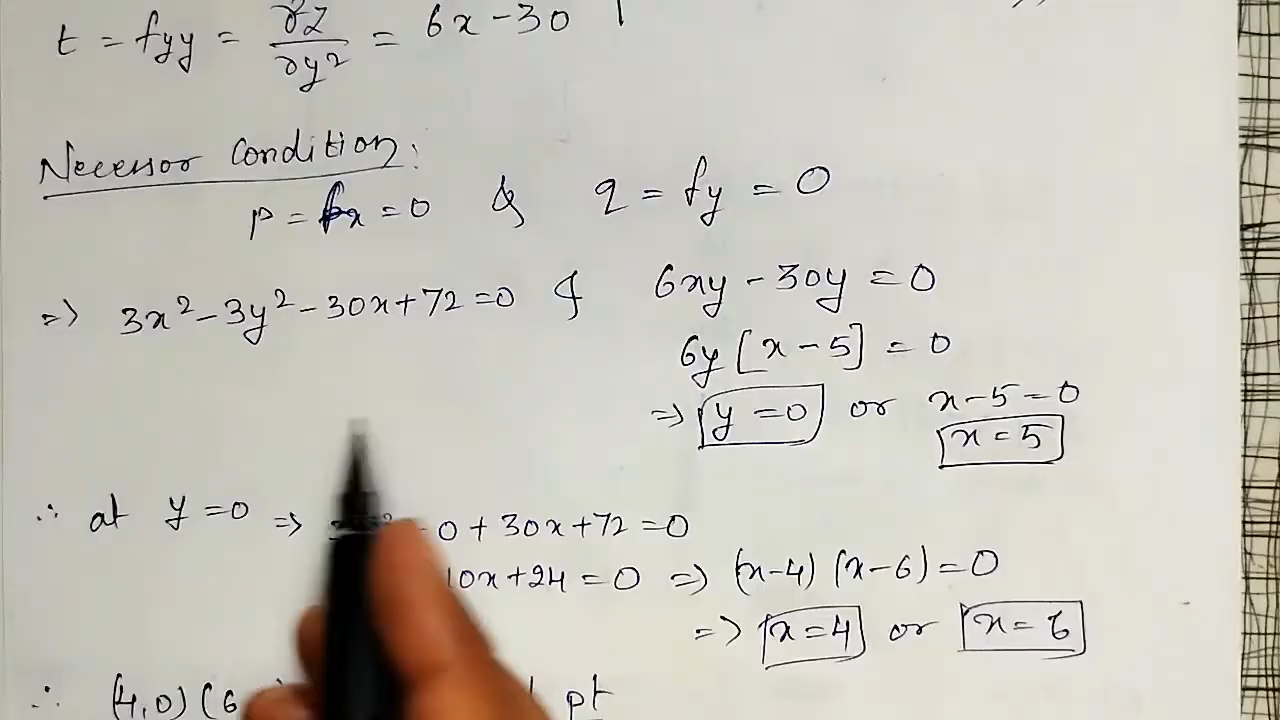 t = fyy = ∂²z/∂y² = 6x-30
Necessor Condition:
p = fx = 0 & q = fy = 0
=> 3x²-3y²-30x+72=0 & 6xy-30y=0
6y[x-5] = 0
=> y=0 or x-5=0
x=5
∴ at y=0 => -0+30x+72=0
10x+24=0 => (x-4)(x-6)=0
=> x=4 or x=6
∴ (4,0) (6 pt